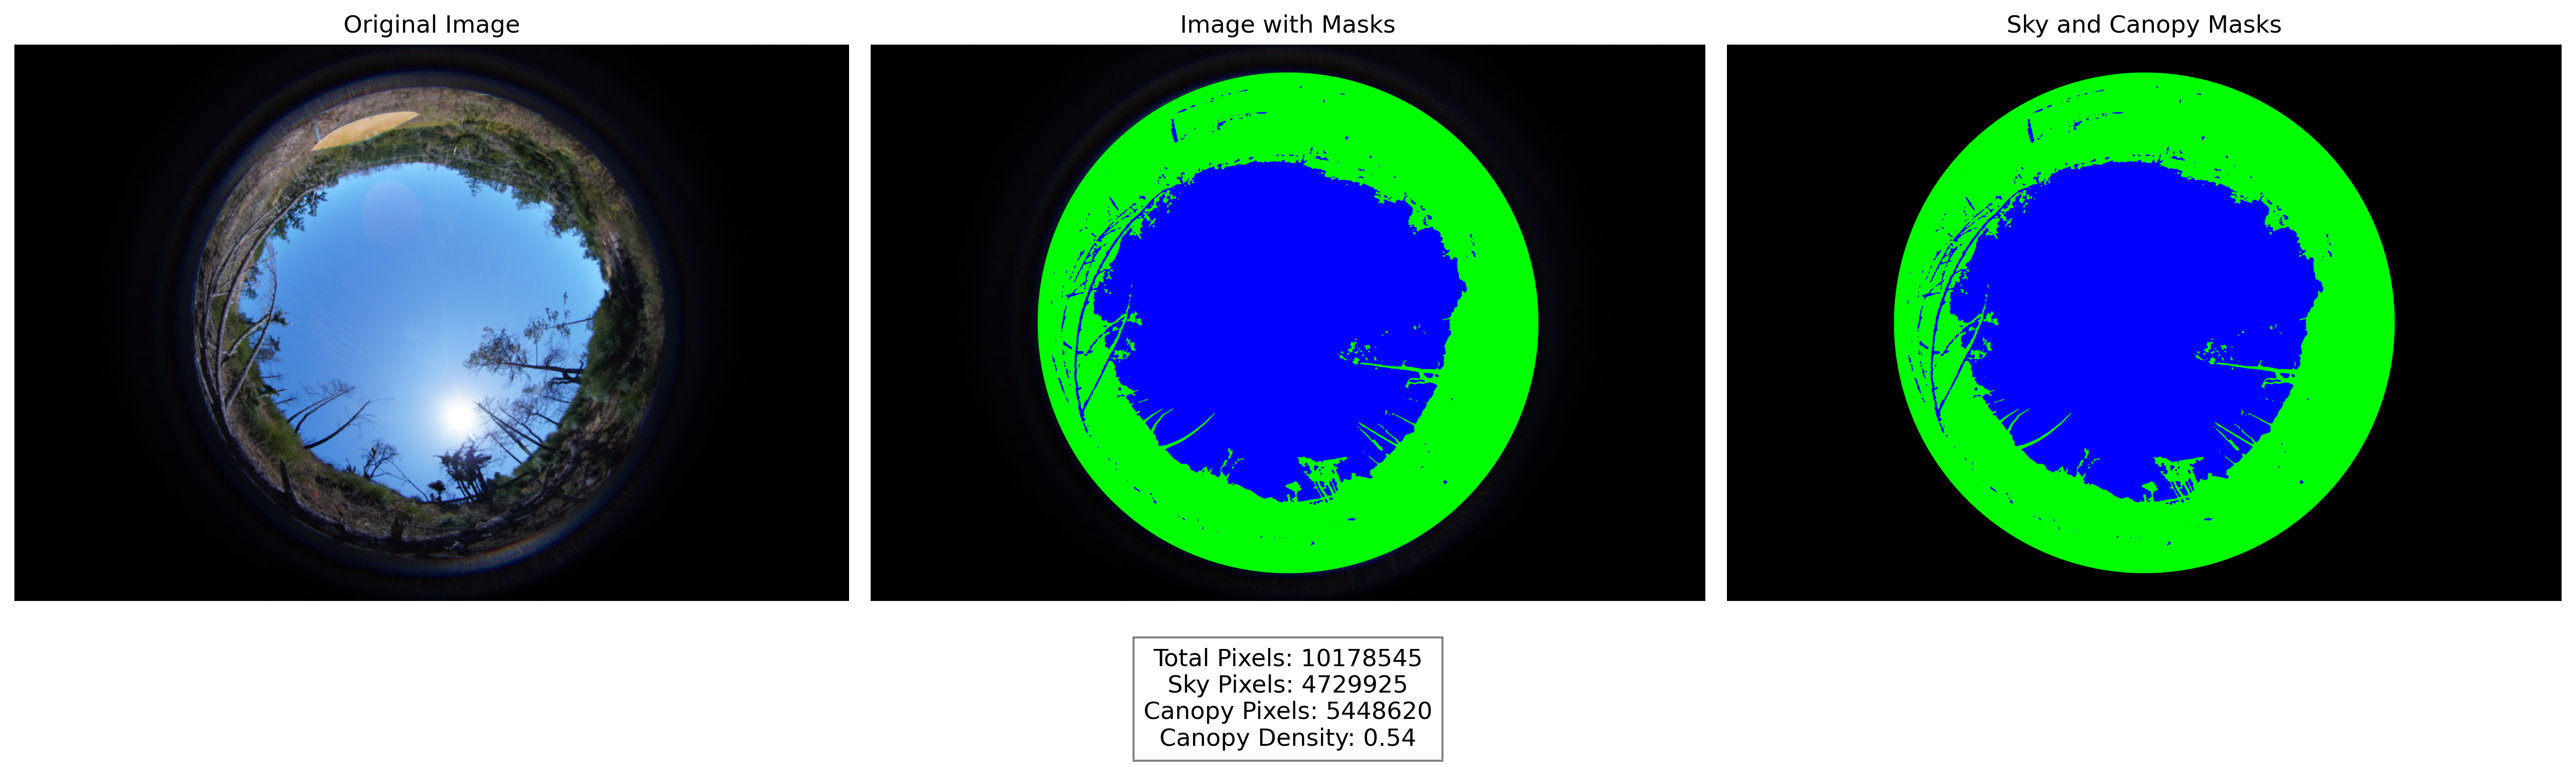 Original Image
Image with Masks
Sky and Canopy Masks
Total Pixels: 10178545
Sky Pixels: 4729925
Canopy Pixels: 5448620
Canopy Density: 0.54